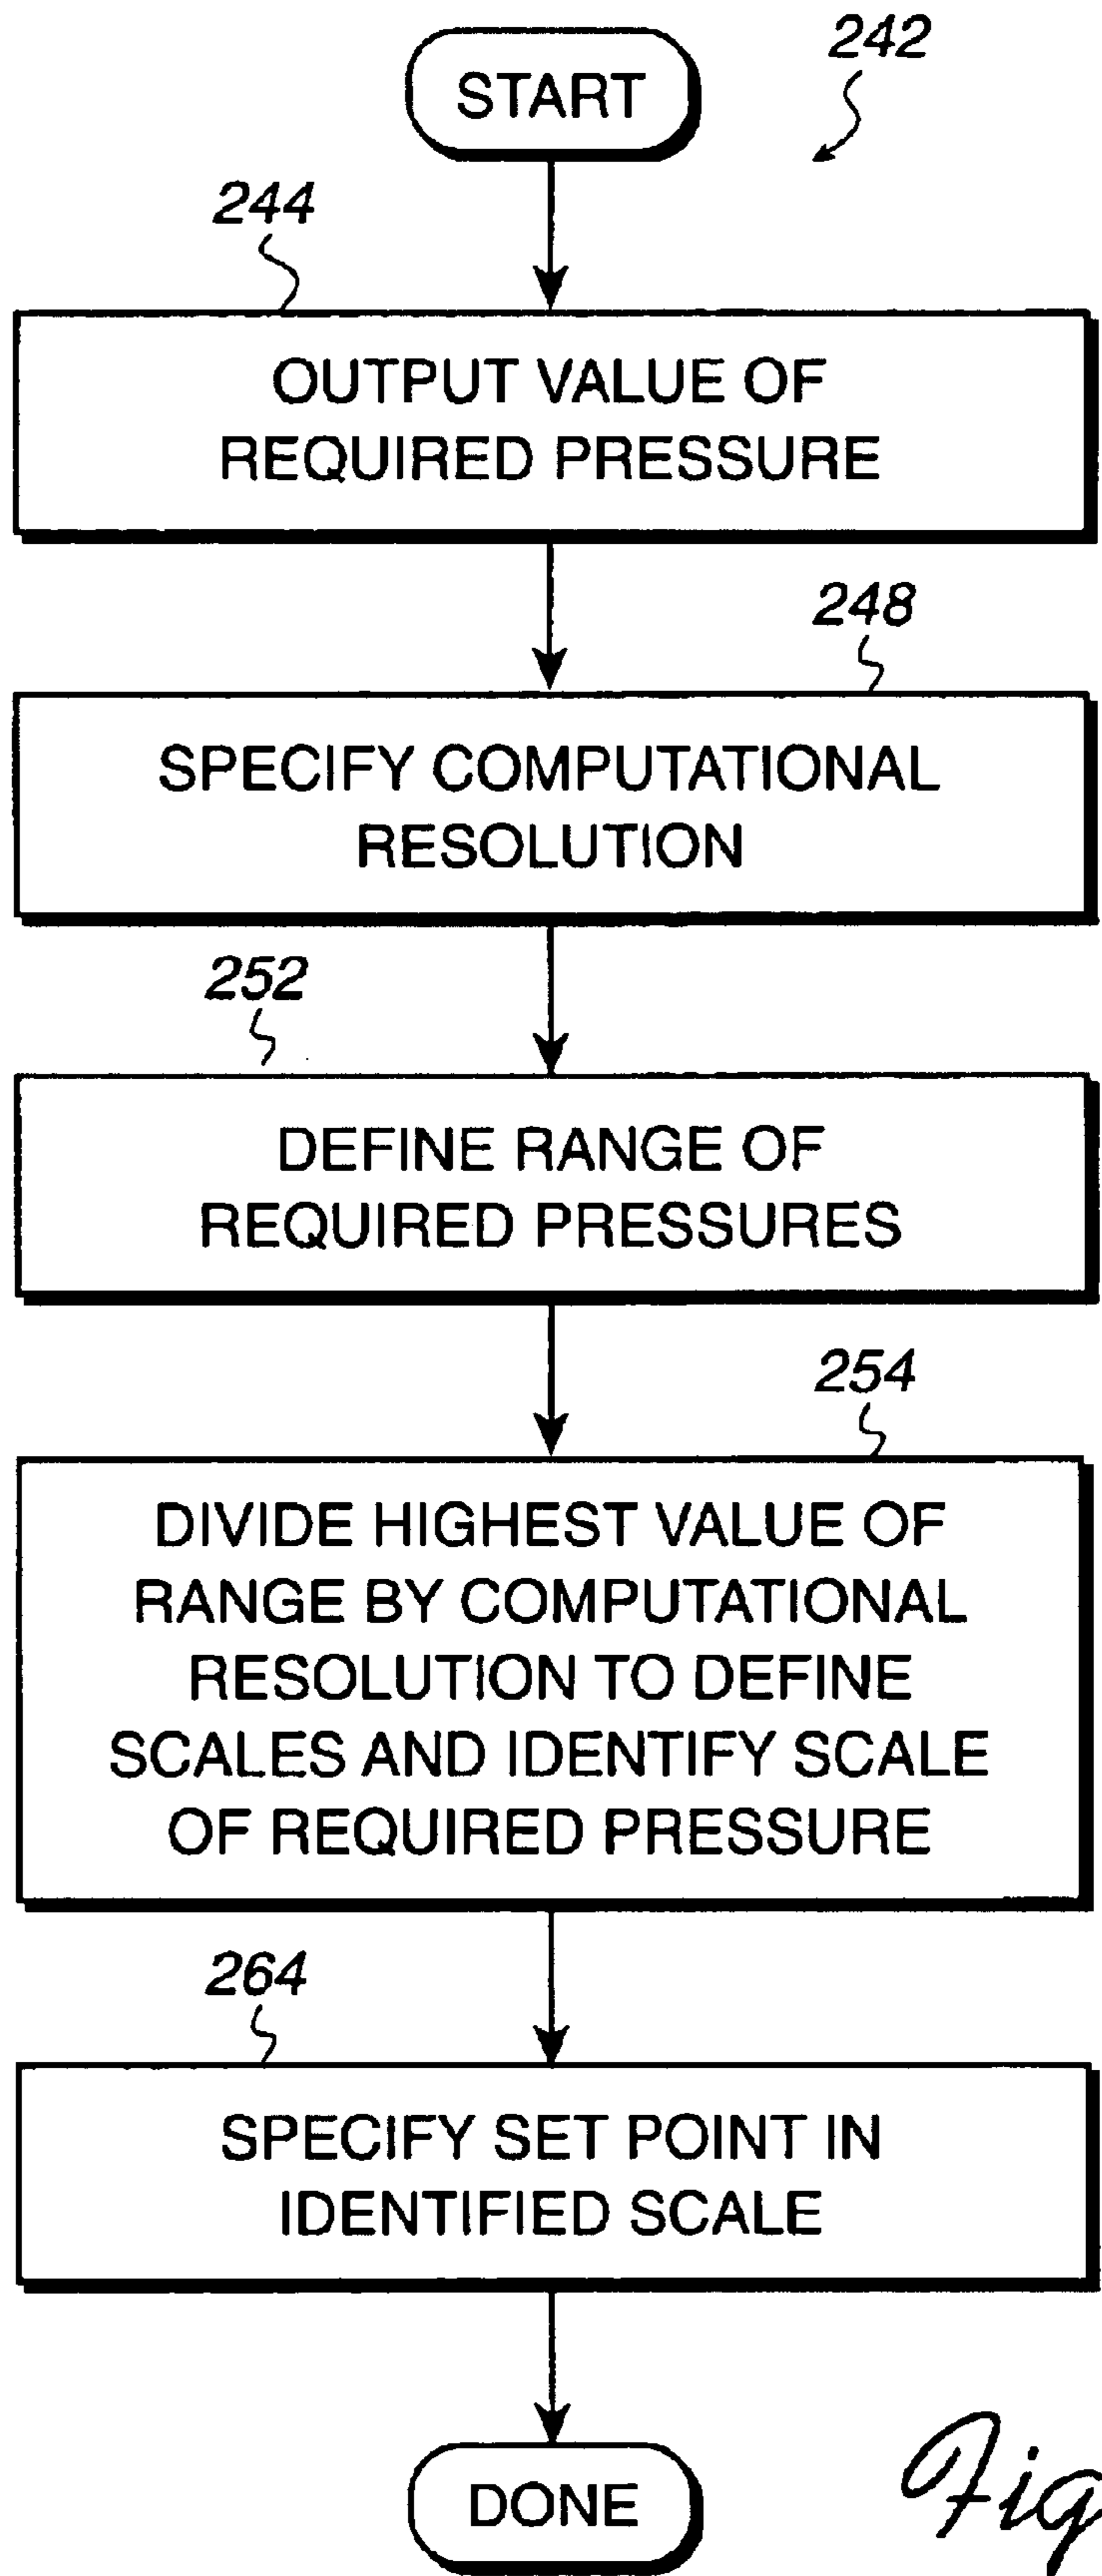 242
START
244
OUTPUT VALUE OF
REQUIRED PRESSURE
248
SPECIFY COMPUTATIONAL
RESOLUTION
252
DEFINE RANGE OF
REQUIRED PRESSURES
254
DIVIDE HIGHEST VALUE OF
RANGE BY COMPUTATIONAL
RESOLUTION TO DEFINE
SCALES AND IDENTIFY SCALE
OF REQUIRED PRESSURE
264
SPECIFY SET POINT IN
IDENTIFIED SCALE
DONE
Fig